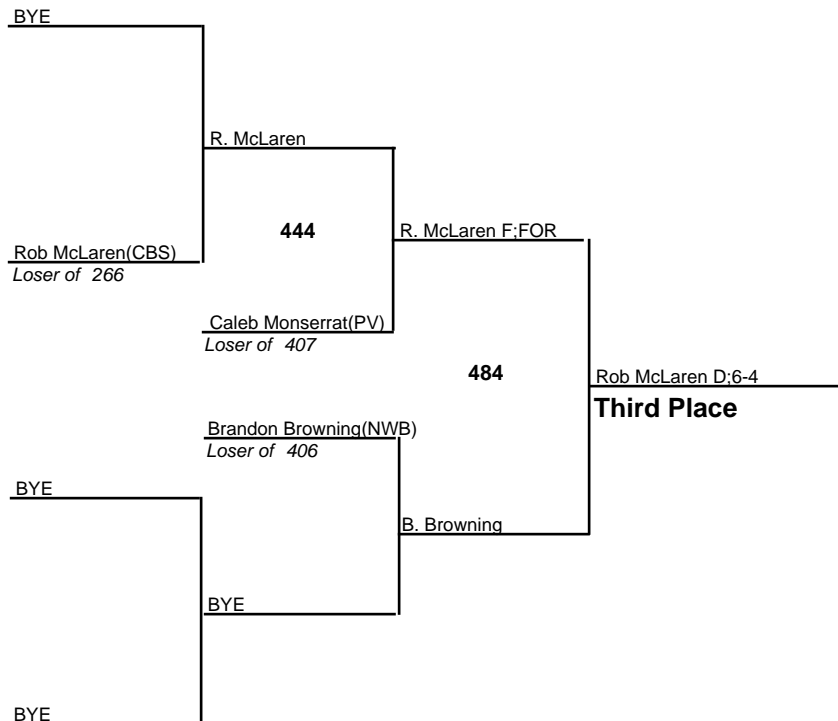 BYE
R. McLaren
444
R. McLaren F;FOR
Rob McLaren(CBS)
Loser of 266
Caleb Monserrat(PV)
Loser of 407
484
Rob McLaren D;6-4
Third Place
Brandon Browning(NWB)
Loser of 406
BYE
B. Browning
BYE
BYE